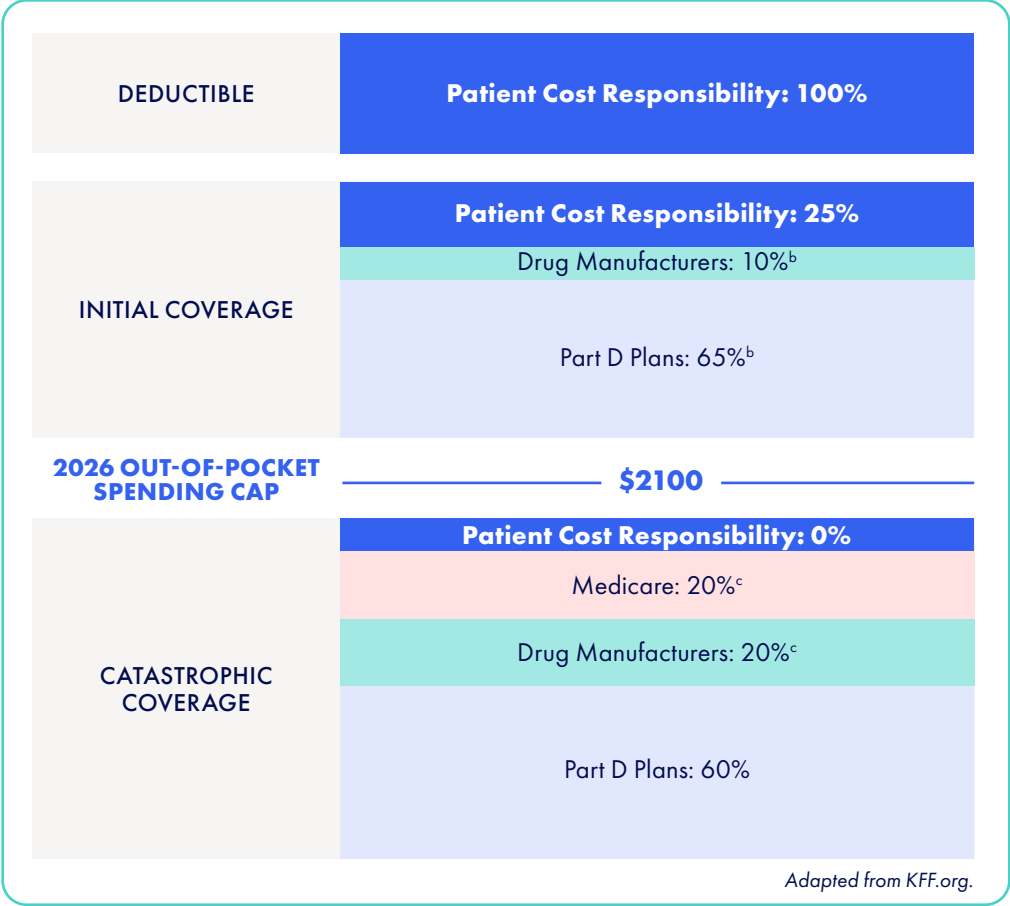 DEDUCTIBLE
Patient Cost Responsibility: 100%
INITIAL COVERAGE
Patient Cost Responsibility: 25%
Drug Manufacturers: 10%ᵇ
Part D Plans: 65%ᵇ
2026 OUT-OF-POCKET
SPENDING CAP
$2100
CATASTROPHIC
COVERAGE
Patient Cost Responsibility: 0%
Medicare: 20%ᶜ
Drug Manufacturers: 20%ᶜ
Part D Plans: 60%
Adapted from KFF.org.